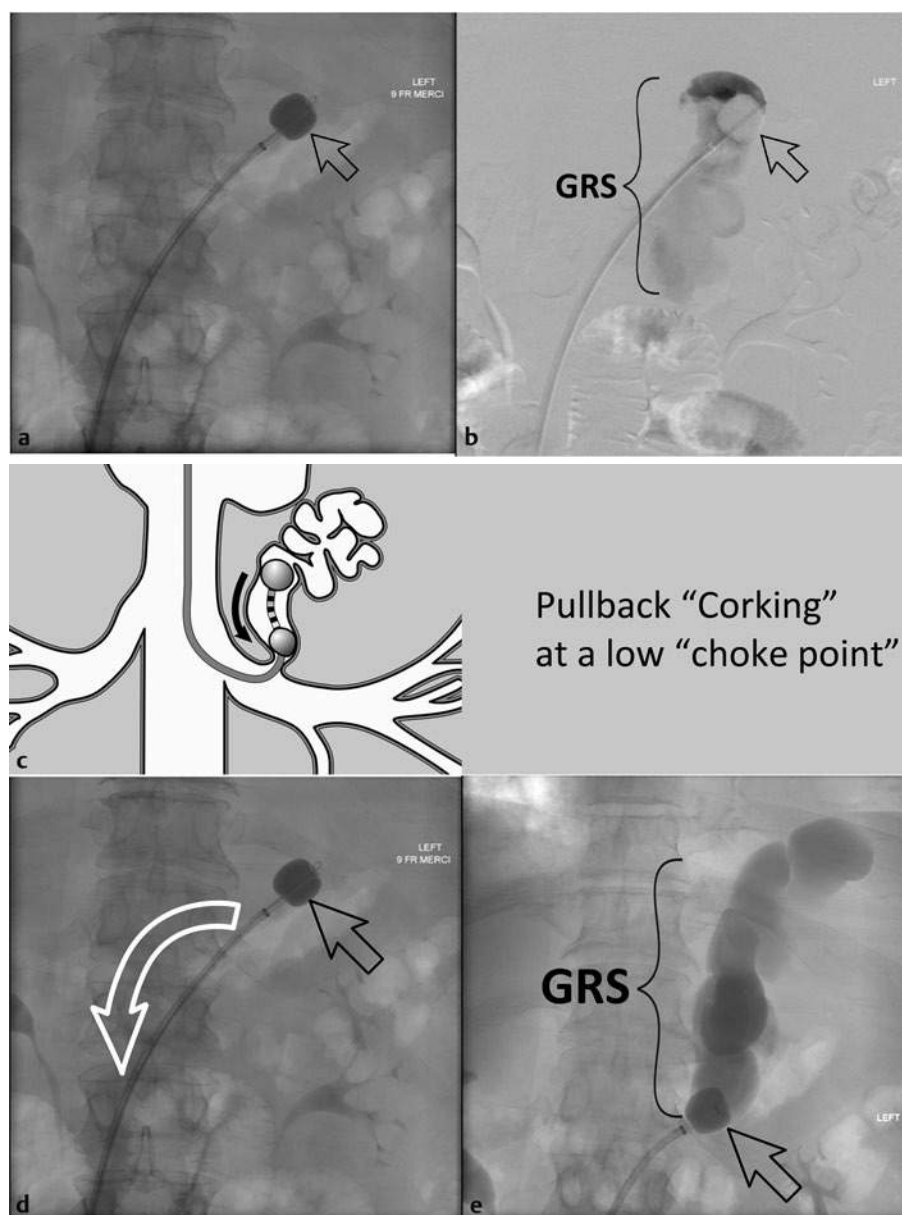 LEFT
9 FR MERCI
a
LEFT
GRS
b
c
Pullback “Corking”
at a low “choke point”
LEFT
9 FR MERCI
d
GRS
LEFT
e